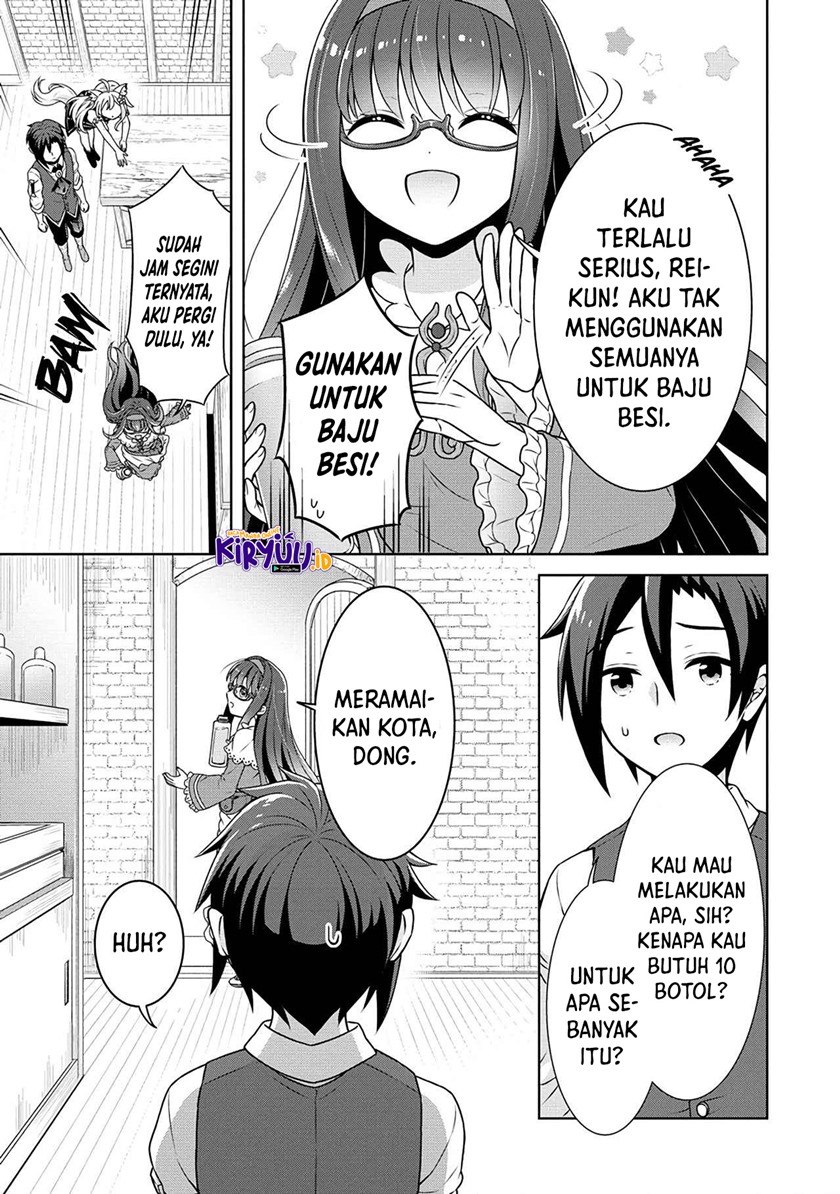 AHAHA
KAU
TERLALU
SERIUS, REI-
KUN! AKU TAK
MENGGUNAKAN
SEMUANYA
UNTUK BAJU
BESI.
GUNAKAN
UNTUK
BAJU
BESI!
SUDAH
JAM SEGINI
TERNYATA,
AKU PERGI
DULU, YA!
BAM
KIRYUU.id
KAU MAU
MELAKUKAN
APA, SIH?
KENAPA KAU
BUTUH 10
BOTOL?
UNTUK
APA SE-
BANYAK
ITU?
MERAMAI-
KAN KOTA,
DONG.
HUH?